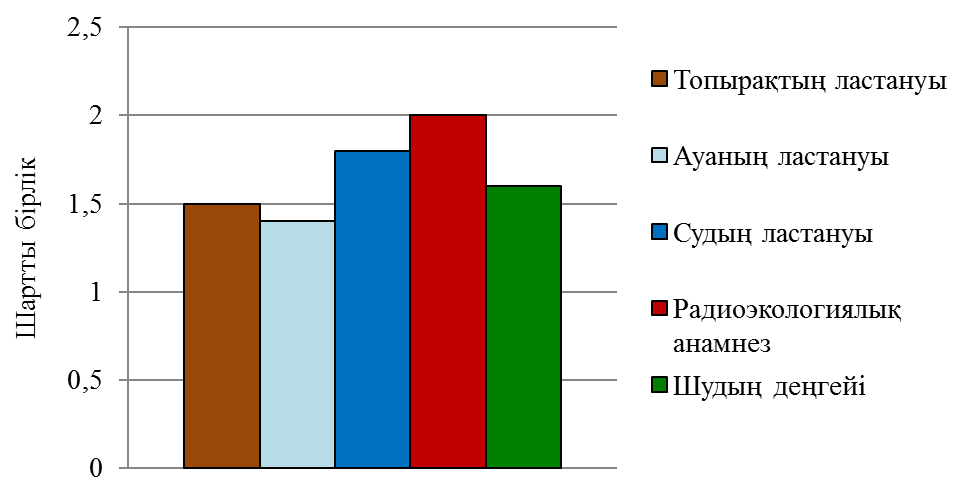 2,5
2
1,5
1
0,5
0
Шартты бірлік
Топырақтың ластануы
Ауаның ластануы
Судың ластануы
Радиоэкологиялық
анамнез
Шудың деңгейі